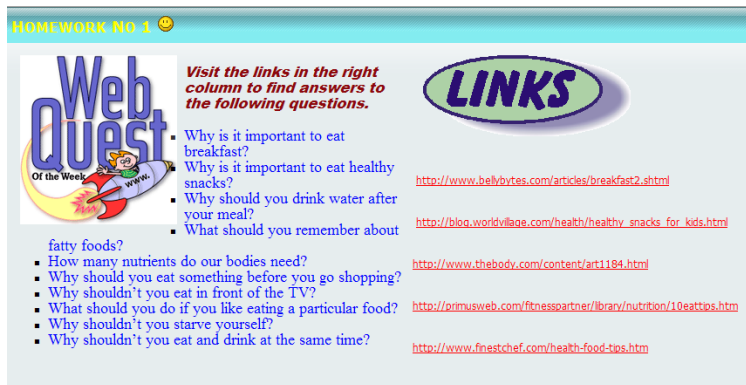 HOMEWORK NO 1
Web
Quest
Of the Week
www.
Visit the links in the right
column to find answers to
the following questions.
Why is it important to eat
breakfast?
Why is it important to eat healthy
snacks?
Why should you drink water after
your meal?
What should you remember about
fatty foods?
How many nutrients do our bodies need?
Why should you eat something before you go shopping?
Why shouldn't you eat in front of the TV?
What should you do if you like eating a particular food?
Why shouldn't you starve yourself?
Why shouldn't you eat and drink at the same time?
LINKS
http://www.bellybytes.com/articles/breakfast2.shtml
http://blog.worldvillage.com/health/healthy_snacks_for_kids.html
http://www.thebody.com/content/art1184.html
http://primusweb.com/fitnesspartner/library/nutrition/10eattips.htm
http://www.finestchef.com/health-food-tips.htm